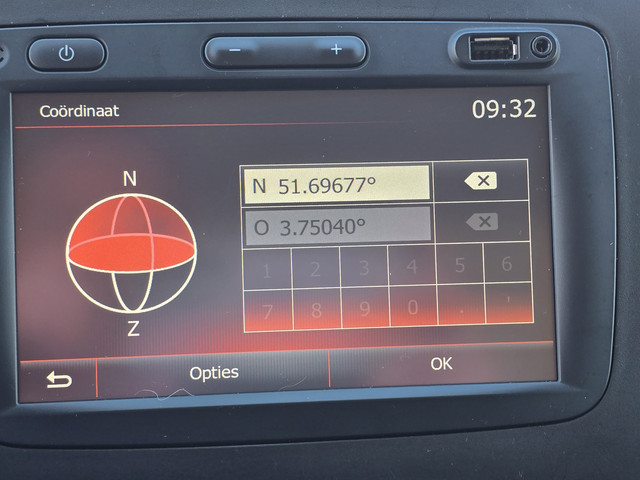 − +
Coördinaat 09:32
N
N 51.69677°
O 3.75040°
1 2 3 4 5 6
7 8 9 0 . '
Z
Opties OK